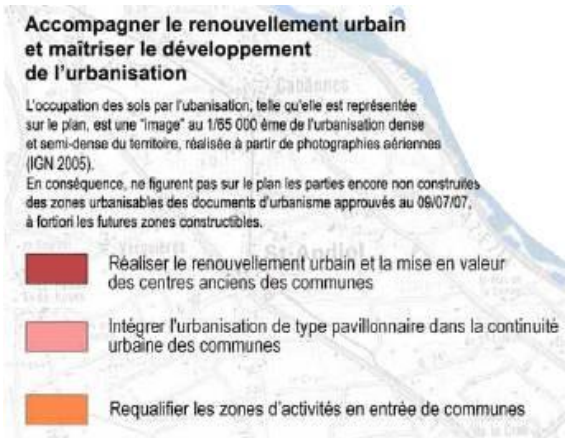 Accompagner le renouvellement urbain
et maîtriser le développement
de l'urbanisation
Cabannes
L'occupation des sols par l'ubanisation, telle qu'elle est représentée
sur le plan, est une "image" au 1/65 000 ème de l'urbanisation dense
et semi-dense du territoire, réalisée à partir de photographies aériennes
(IGN 2005).
En conséquence, ne figurent pas sur le plan les parties encore non construites
des zones urbanisables des documents d'urbanisme approuvés au 09/07/07,
à fortiori les futures zones constructibles.
St-Andiol
Réaliser le renouvellement urbain et la mise en valeur
des centres anciens des communes
Intégrer l'urbanisation de type pavillonnaire dans la continuité
urbaine des communes
Requalifier les zones d'activités en entrée de communes